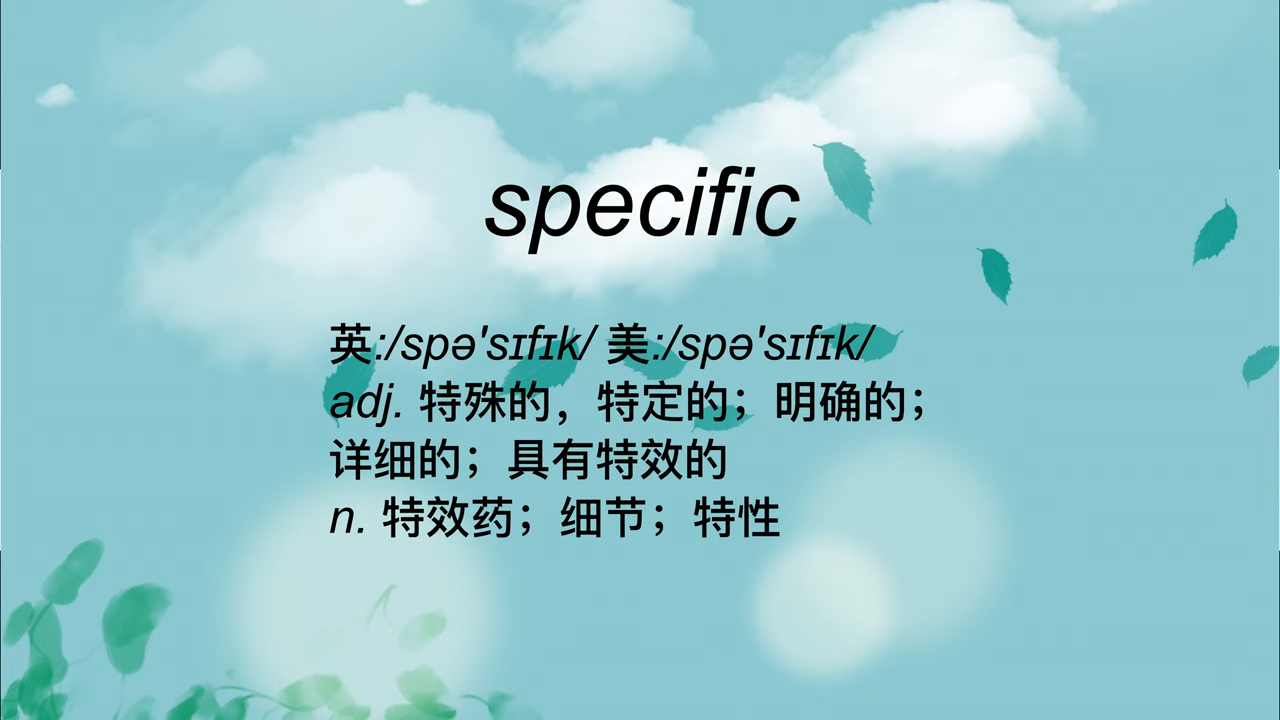 specific
英:/spə'sɪfɪk/ 美:/spə'sɪfɪk/
adj. 特殊的，特定的；明确的；
详细的；具有特效的
n. 特效药；细节；特性